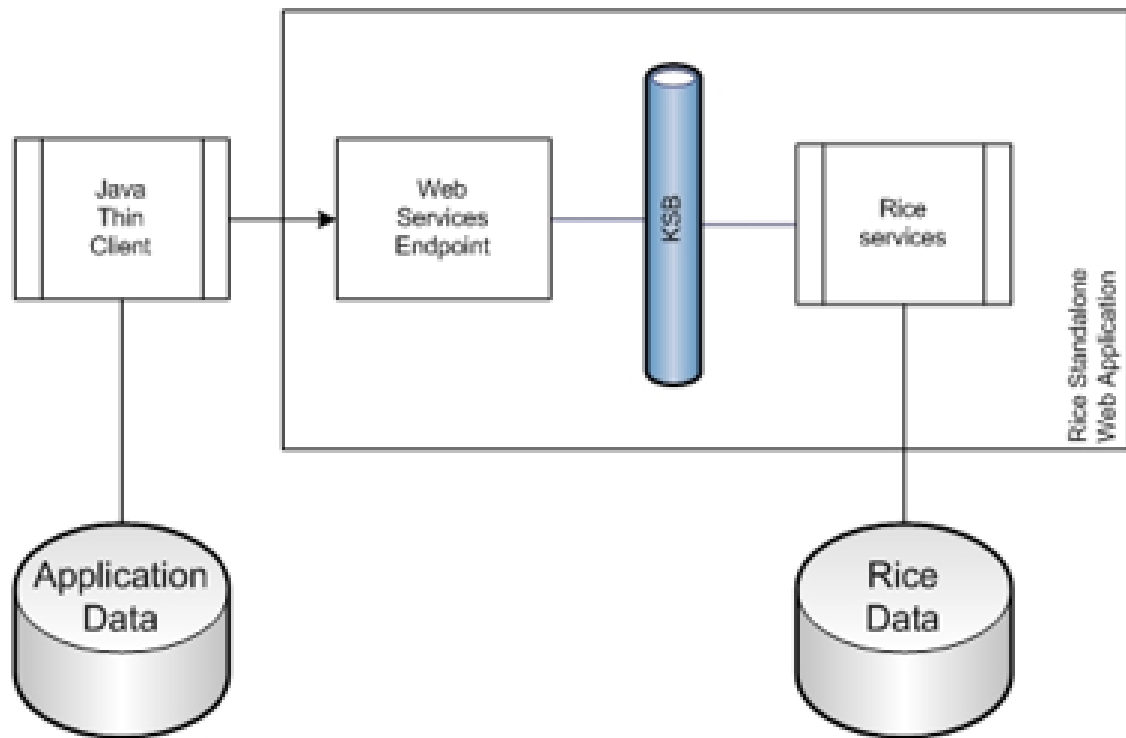 Java
Thin
Client
Web
Services
Endpoint
KSB
Rice
services
Rice Standalone
Web Application
Application
Data
Rice
Data